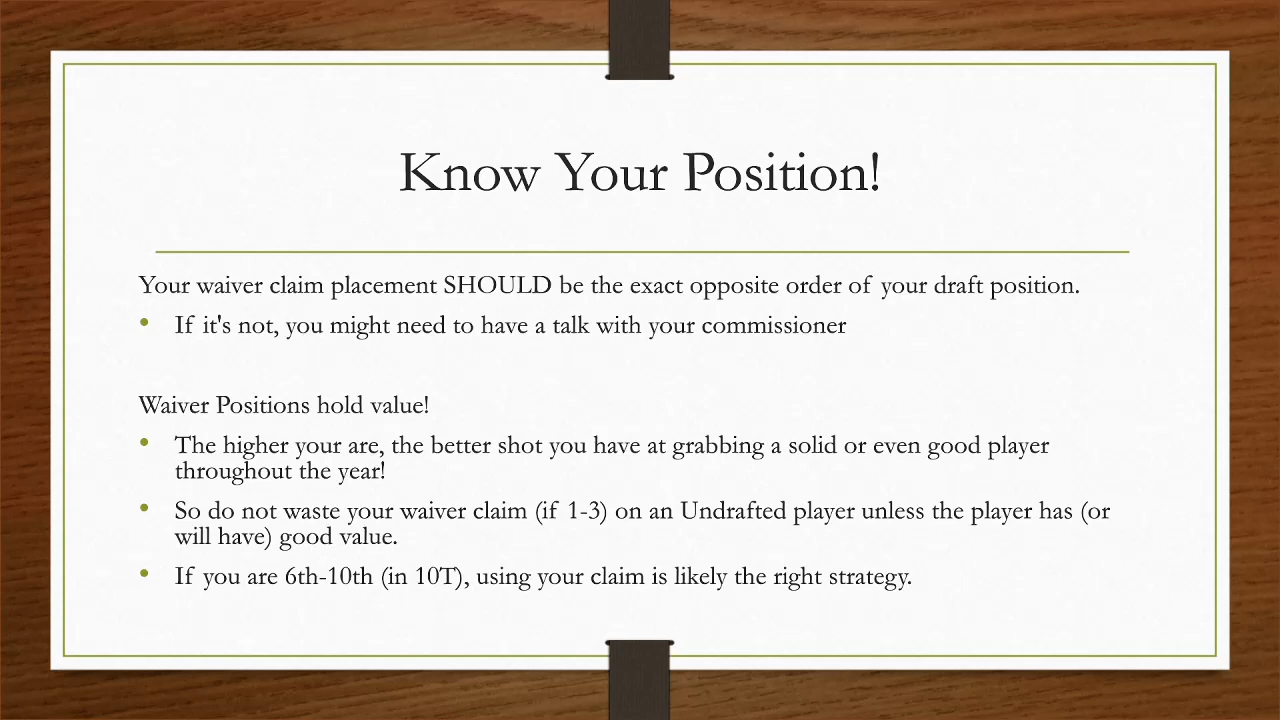 Know Your Position!
Your waiver claim placement SHOULD be the exact opposite order of your draft position.
• If it's not, you might need to have a talk with your commissioner
Waiver Positions hold value!
• The higher your are, the better shot you have at grabbing a solid or even good player
throughout the year!
• So do not waste your waiver claim (if 1-3) on an Undrafted player unless the player has (or
will have) good value.
• If you are 6th-10th (in 10T), using your claim is likely the right strategy.